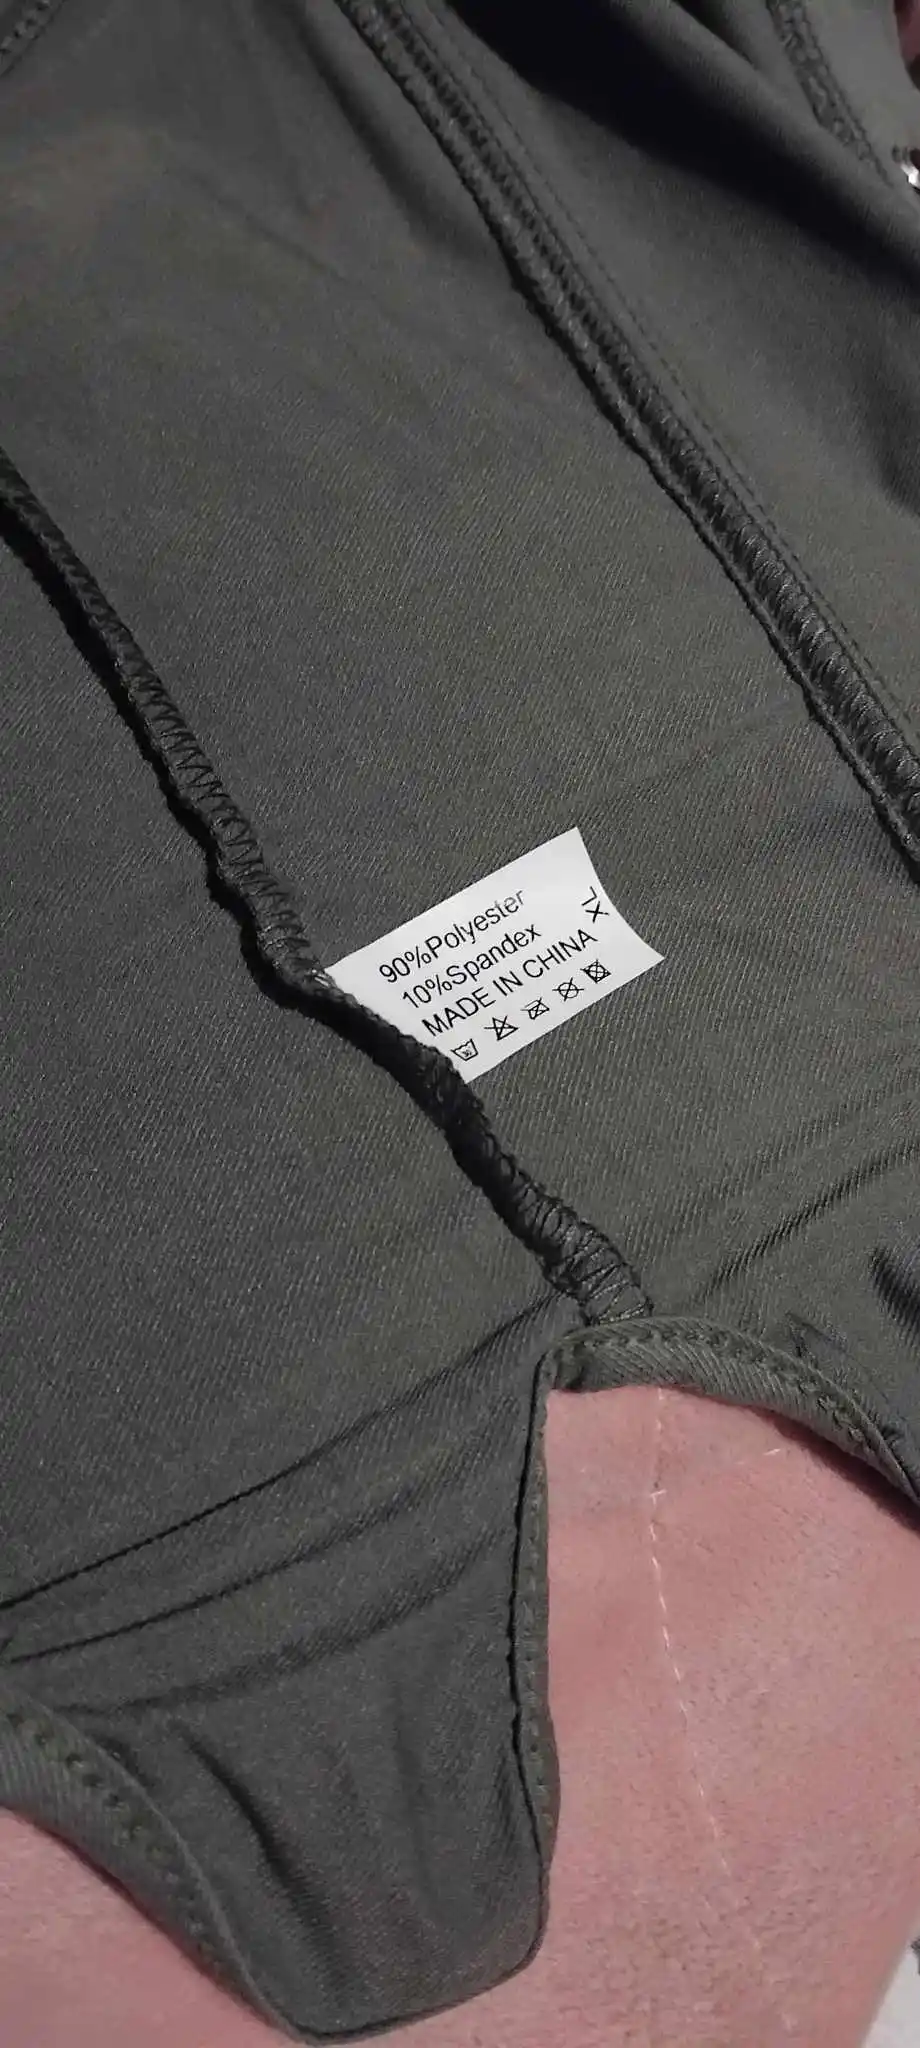 90%Polyester
10%Spandex
MADE IN CHINA
XL